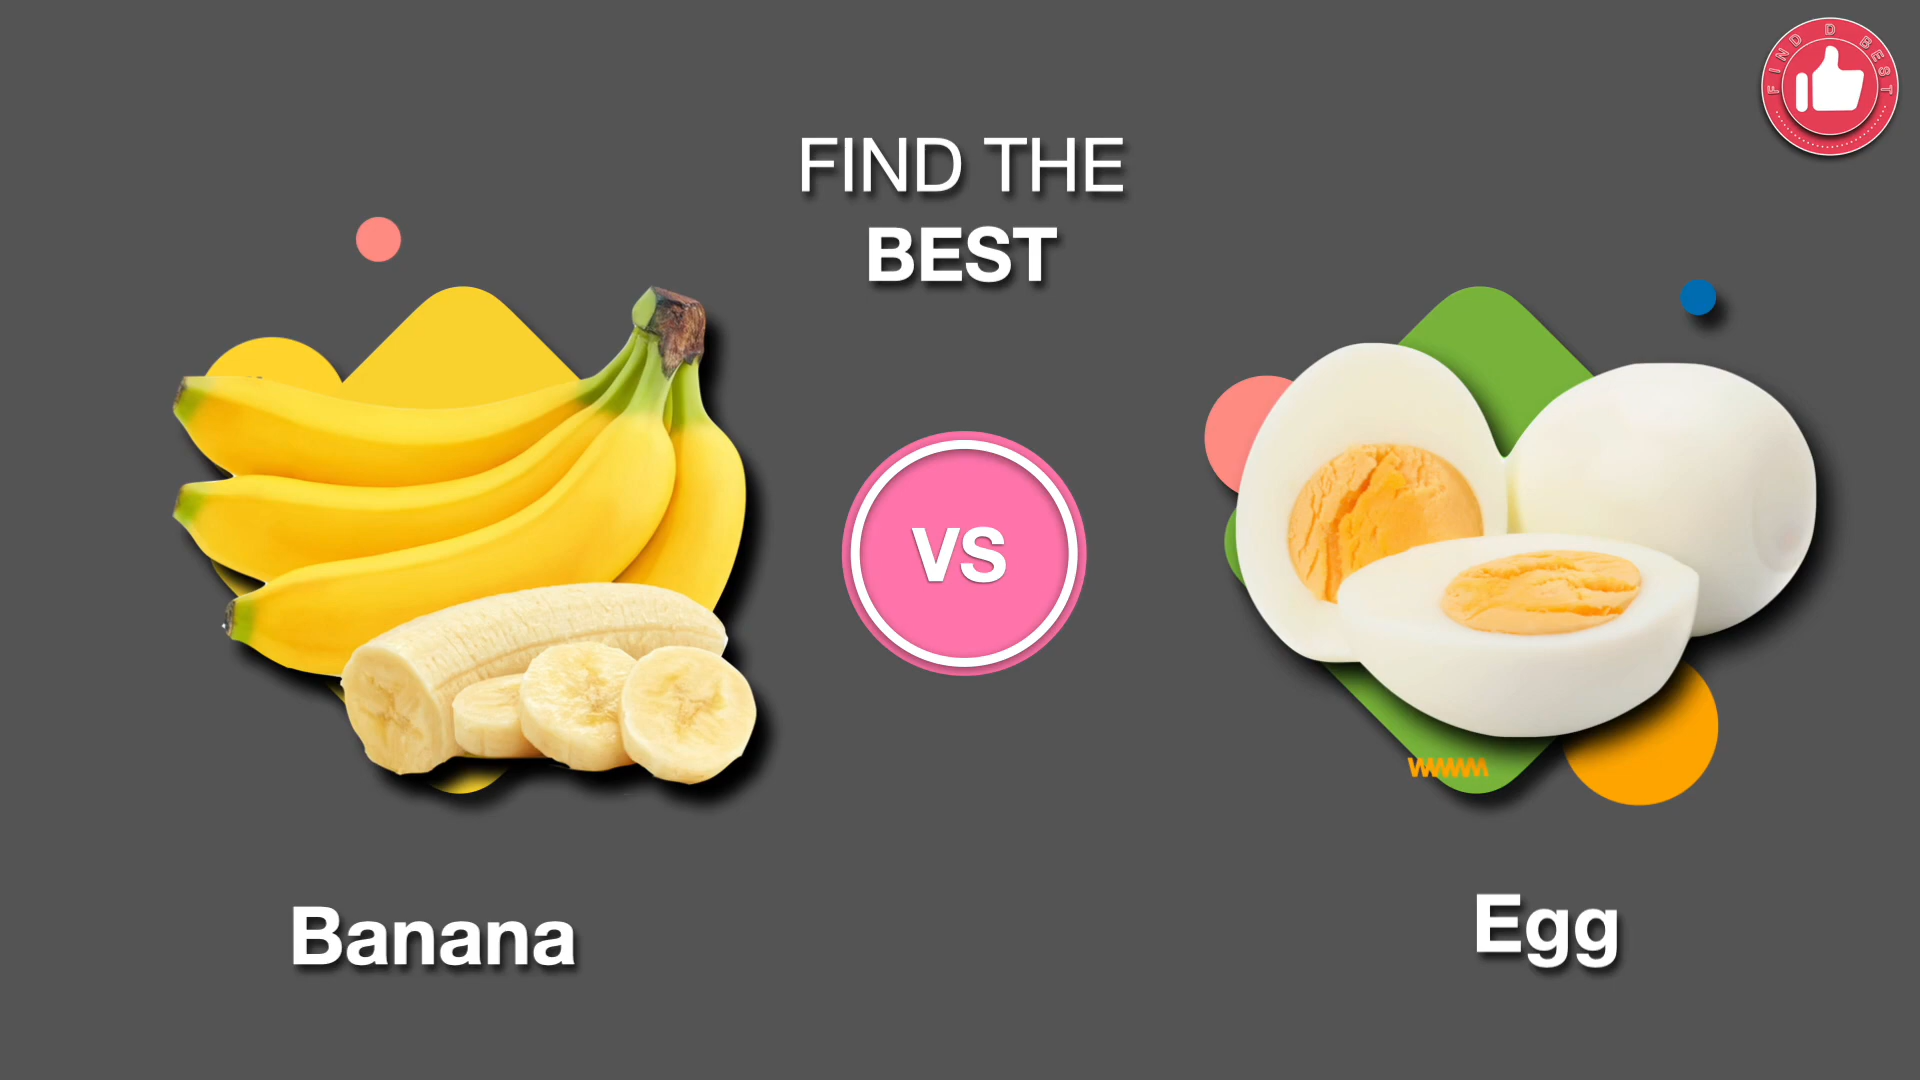 FIND D BEST
FIND THE
BEST
VS
Banana
Egg